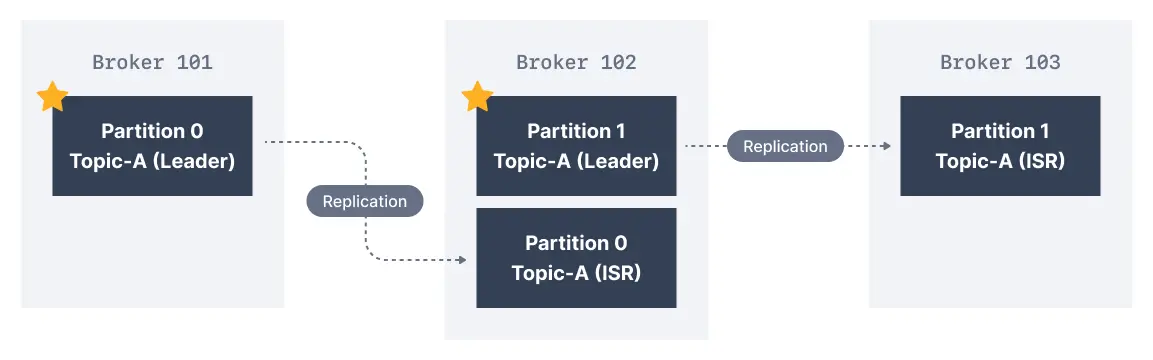 Broker 101
Partition 0
Topic-A (Leader)
Replication
Broker 102
Partition 1
Topic-A (Leader)
Partition 0
Topic-A (ISR)
Replication
Broker 103
Partition 1
Topic-A (ISR)